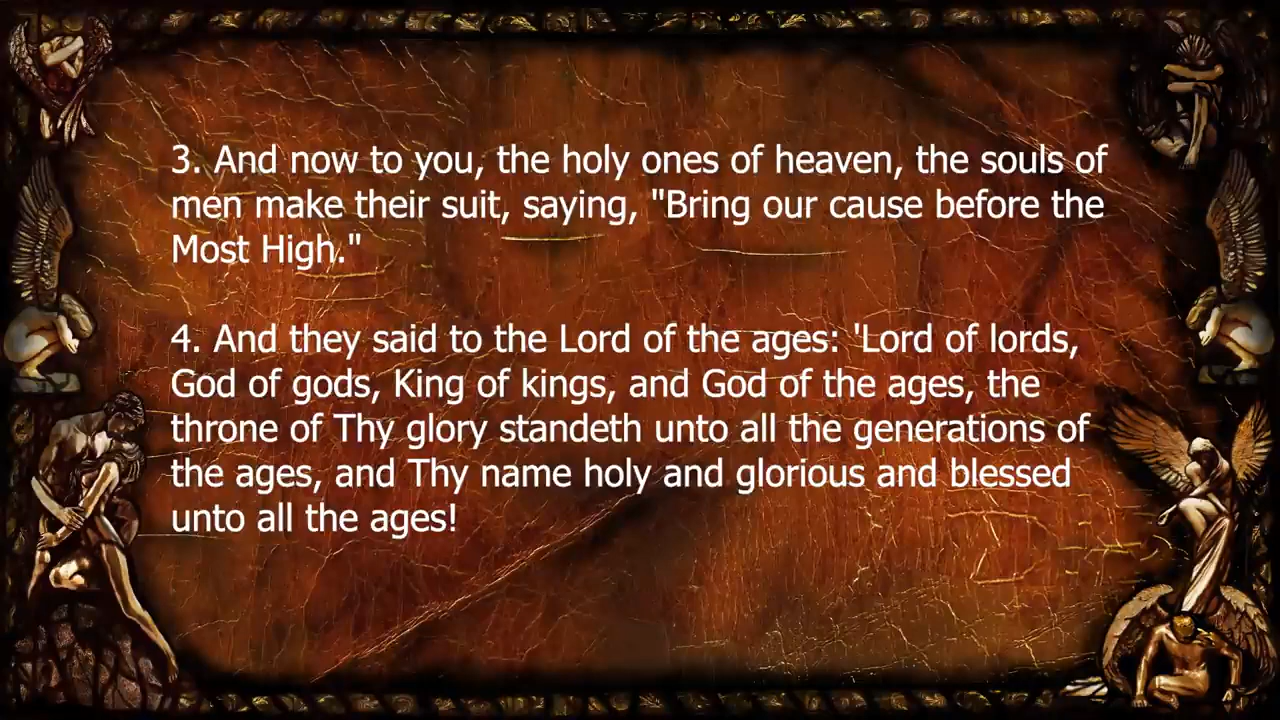 3. And now to you, the holy ones of heaven, the souls of
men make their suit, saying, "Bring our cause before the
Most High."
4. And they said to the Lord of the ages: 'Lord of lords,
God of gods, King of kings, and God of the ages, the
throne of Thy glory standeth unto all the generations of
the ages, and Thy name holy and glorious and blessed
unto all the ages!